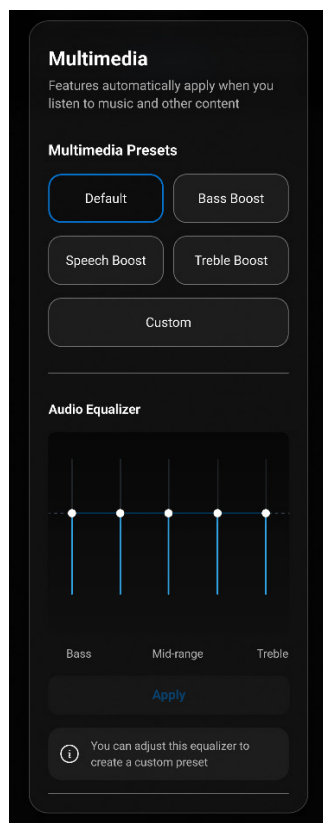 Multimedia
Features automatically apply when you
listen to music and other content
Multimedia Presets
Default
Bass Boost
Speech Boost
Treble Boost
Custom
Audio Equalizer
Bass
Mid-range
Treble
Apply
You can adjust this equalizer to
create a custom preset